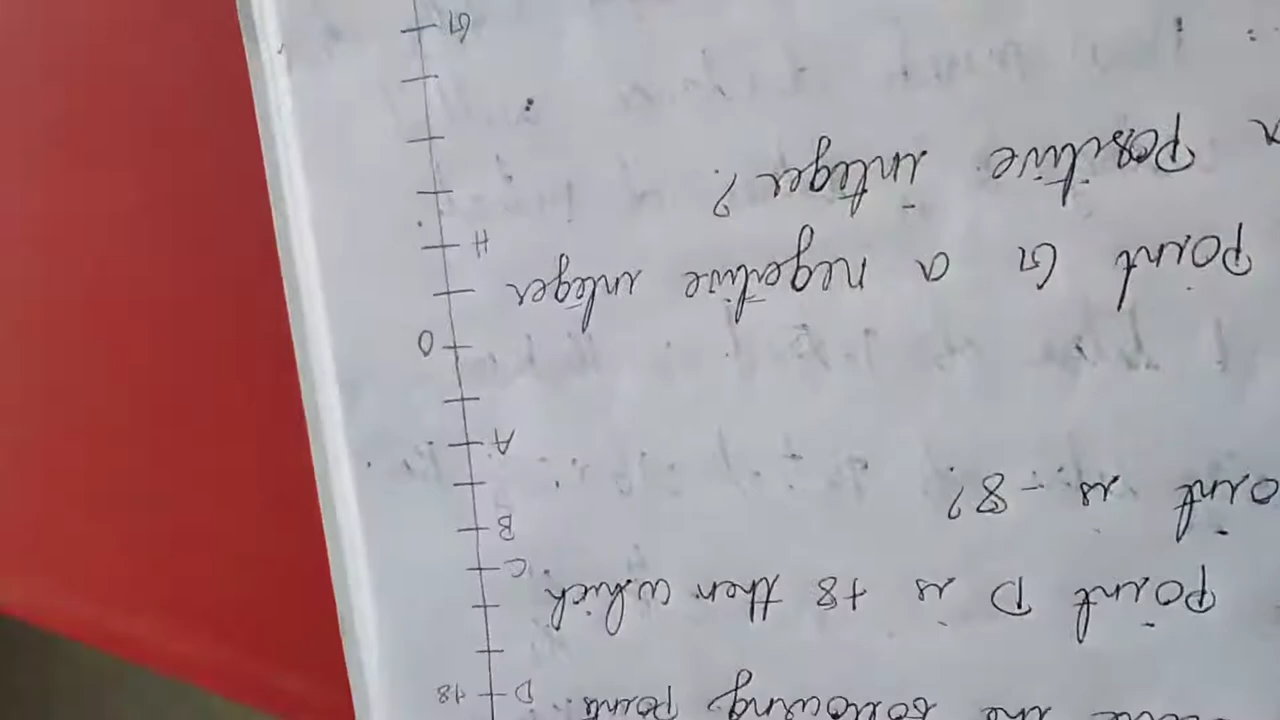 following points.
point D is +8 then which
oint is -8?
point G a negative integer
positive integer?
D +8
C
B
A
0
H
G